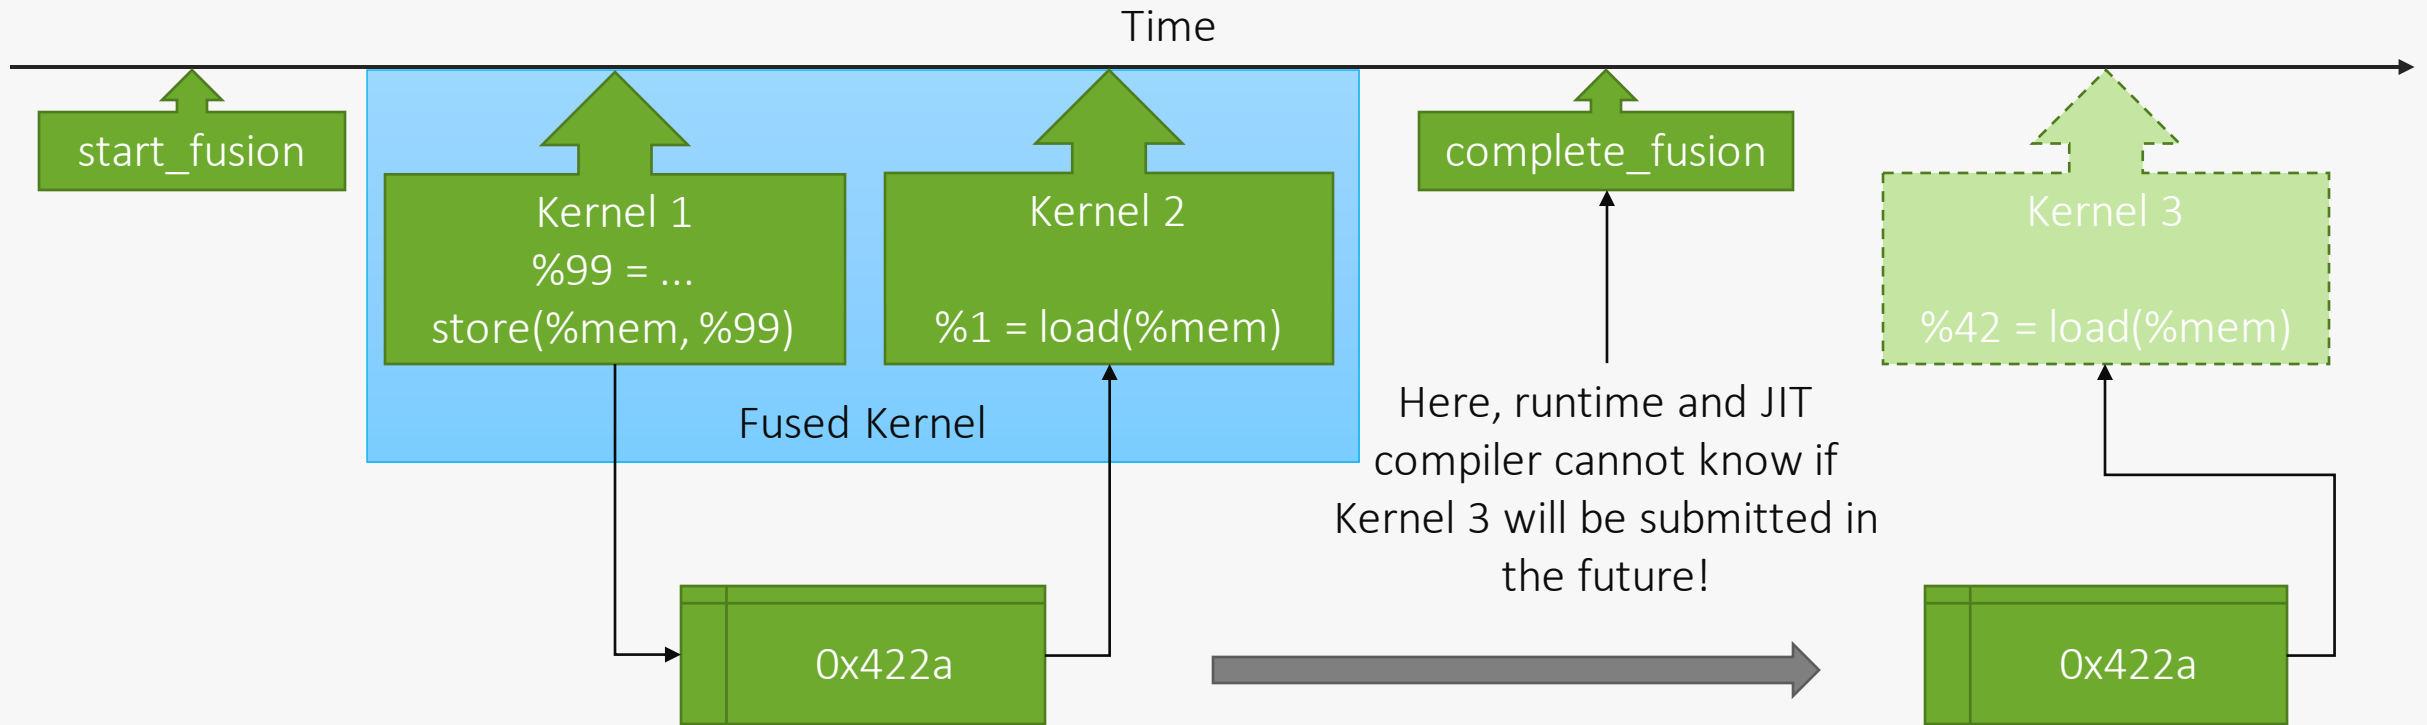 Time
start_fusion
Kernel 1
%99 = ...
store(%mem, %99)
Kernel 2
%1 = load(%mem)
Fused Kernel
complete_fusion
Here, runtime and JIT
compiler cannot know if
Kernel 3 will be submitted in
the future!
Kernel 3
%42 = load(%mem)
0x422a
0x422a